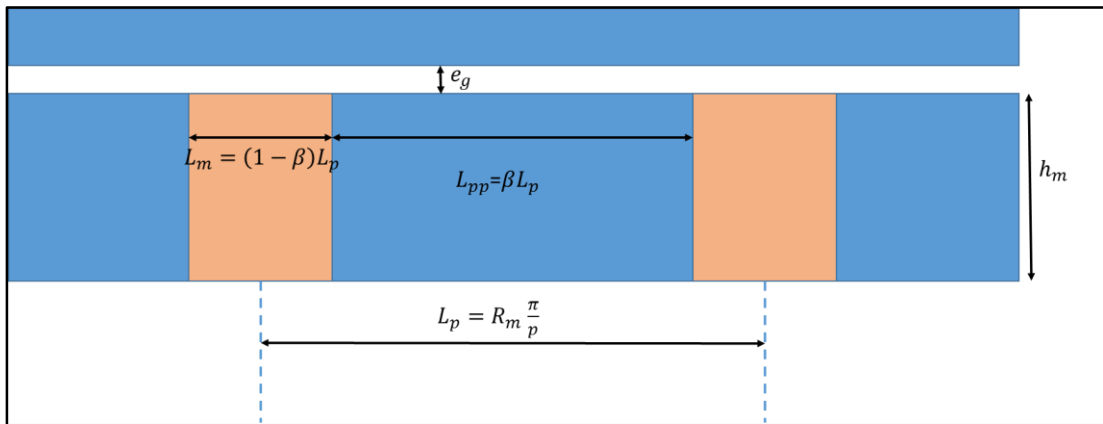 e_g
L_m = (1 − β)L_p
L_pp=βL_p
h_m
L_p = R_m π/p